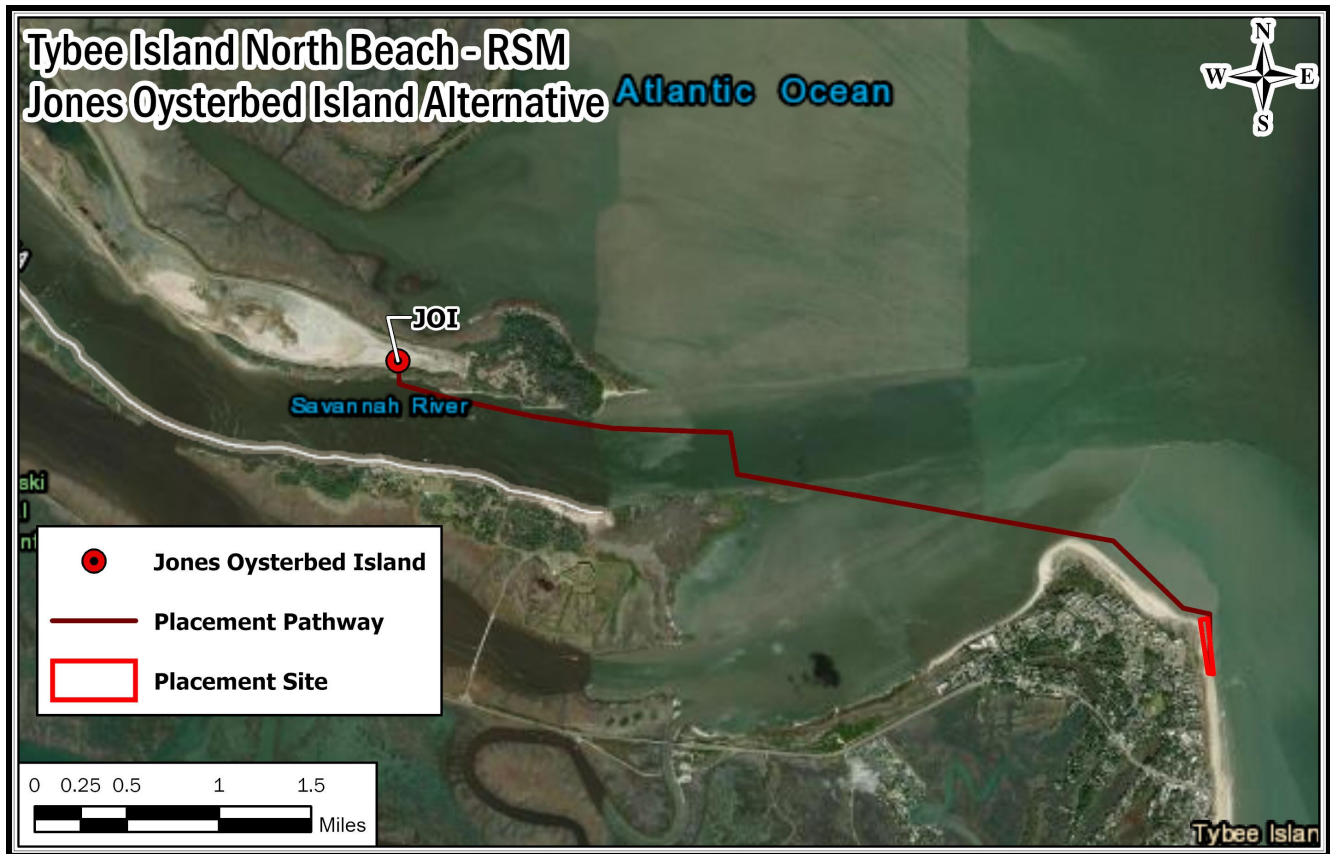 Tybee Island North Beach - RSM
Jones Oysterbed Island Alternative
Atlantic Ocean
N
W E
S
JOI
Savannah River
ski
l
Jones Oysterbed Island
Placement Pathway
Placement Site
0 0.25 0.5 1 1.5
Miles
Tybee Islan